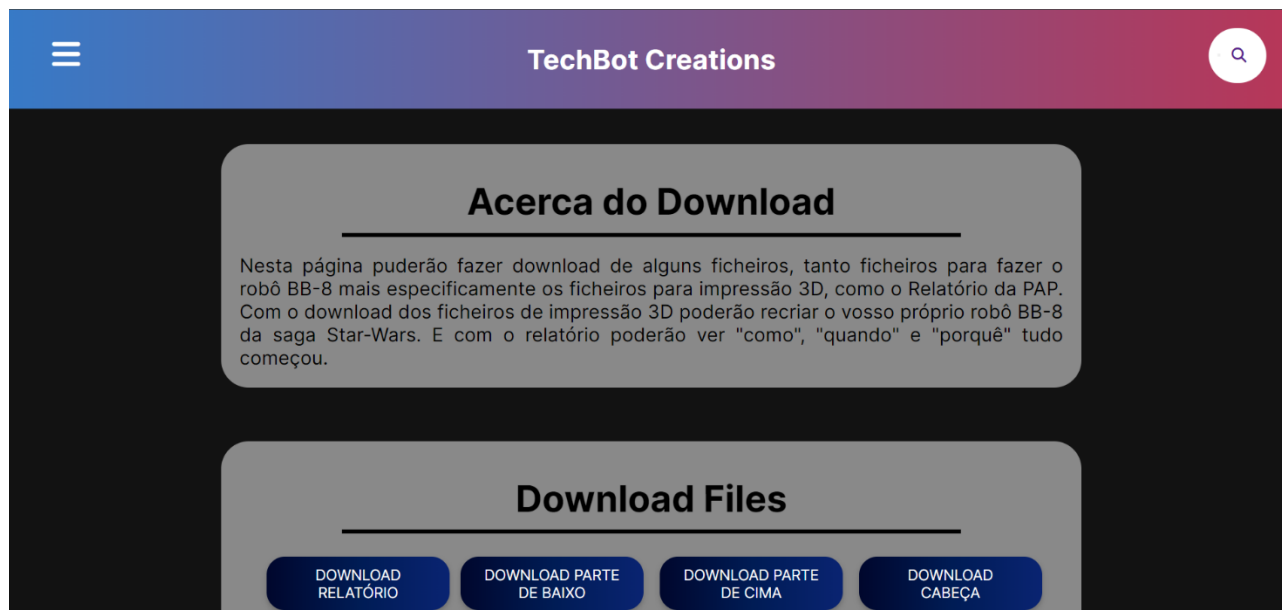 TechBot Creations
Acerca do Download
Nesta página puderão fazer download de alguns ficheiros, tanto ficheiros para fazer o
robô BB-8 mais especificamente os ficheiros para impressão 3D, como o Relatório da PAP.
Com o download dos ficheiros de impressão 3D poderão recriar o vosso próprio robô BB-8
da saga Star-Wars. E com o relatório poderão ver "como", "quando" e "porquê" tudo
começou.
Download Files
DOWNLOAD
RELATÓRIO
DOWNLOAD PARTE
DE BAIXO
DOWNLOAD PARTE
DE CIMA
DOWNLOAD
CABEÇA